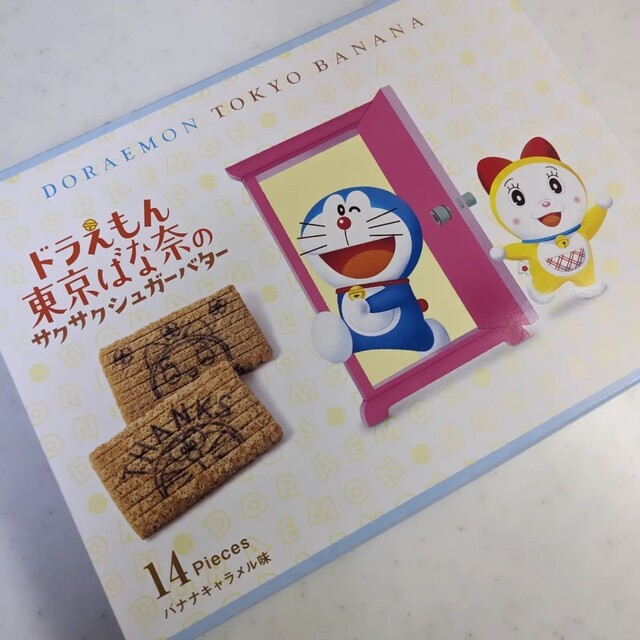 DORAEMON TOKYO BANANA
ドラえもん
東京ばな奈の
サクサクシュガーバター
THANKS
14 Pieces
バナナキャラメル味